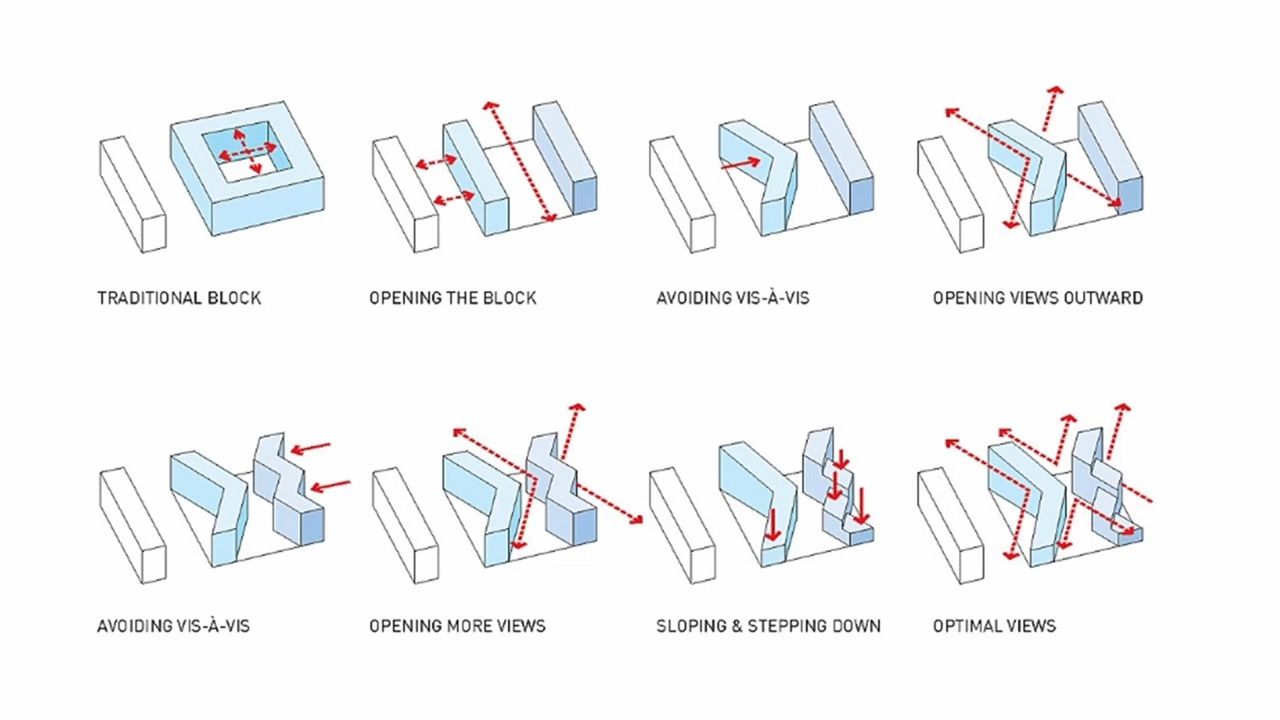 TRADITIONAL BLOCK
OPENING THE BLOCK
AVOIDING VIS-À-VIS
OPENING VIEWS OUTWARD
AVOIDING VIS-À-VIS
OPENING MORE VIEWS
SLOPING & STEPPING DOWN
OPTIMAL VIEWS